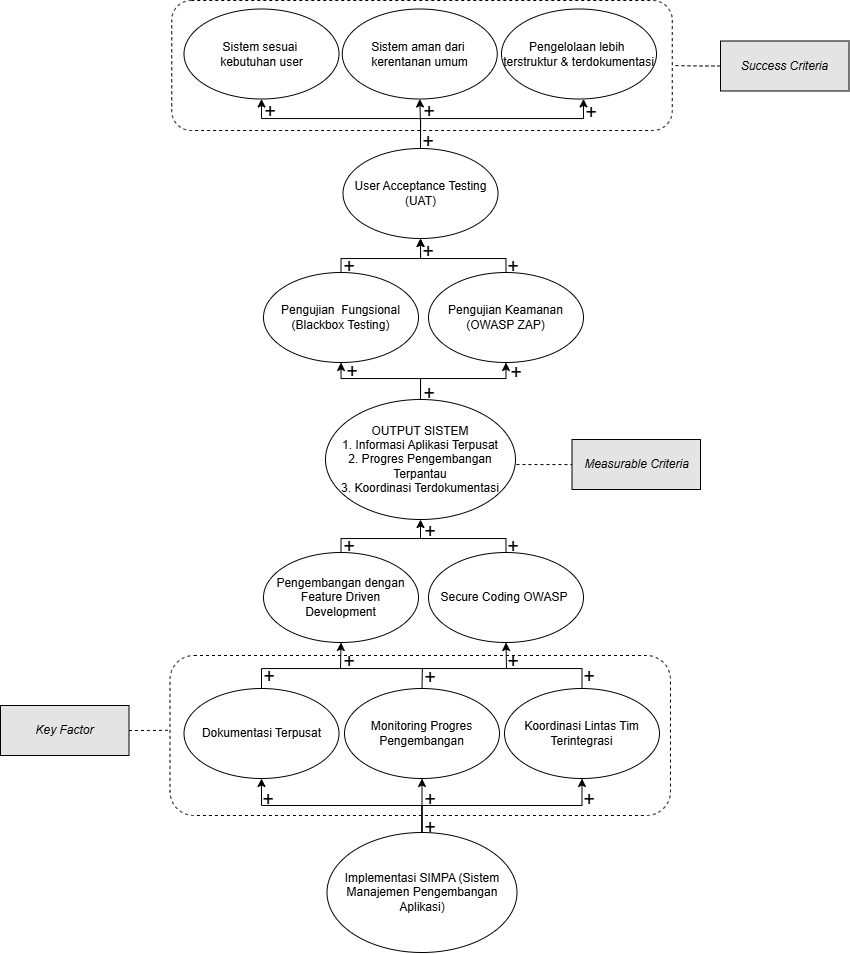 Sistem sesuai
kebutuhan user
Sistem aman dari
kerentanan umum
Pengelolaan lebih
terstruktur & terdokumentasi
Success Criteria
+
+
+
+
User Acceptance Testing
(UAT)
+
+
+
Pengujian Fungsional
(Blackbox Testing)
Pengujian Keamanan
(OWASP ZAP)
+
+
+
OUTPUT SISTEM
1. Informasi Aplikasi Terpusat
2. Progres Pengembangan
Terpantau
3. Koordinasi Terdokumentasi
Measurable Criteria
+
+
+
Pengembangan dengan
Feature Driven
Development
Secure Coding OWASP
+
+
+
+
+
Key Factor
Dokumentasi Terpusat
Monitoring Progres
Pengembangan
Koordinasi Lintas Tim
Terintegrasi
+
+
+
+
Implementasi SIMPA (Sistem
Manajemen Pengembangan
Aplikasi)